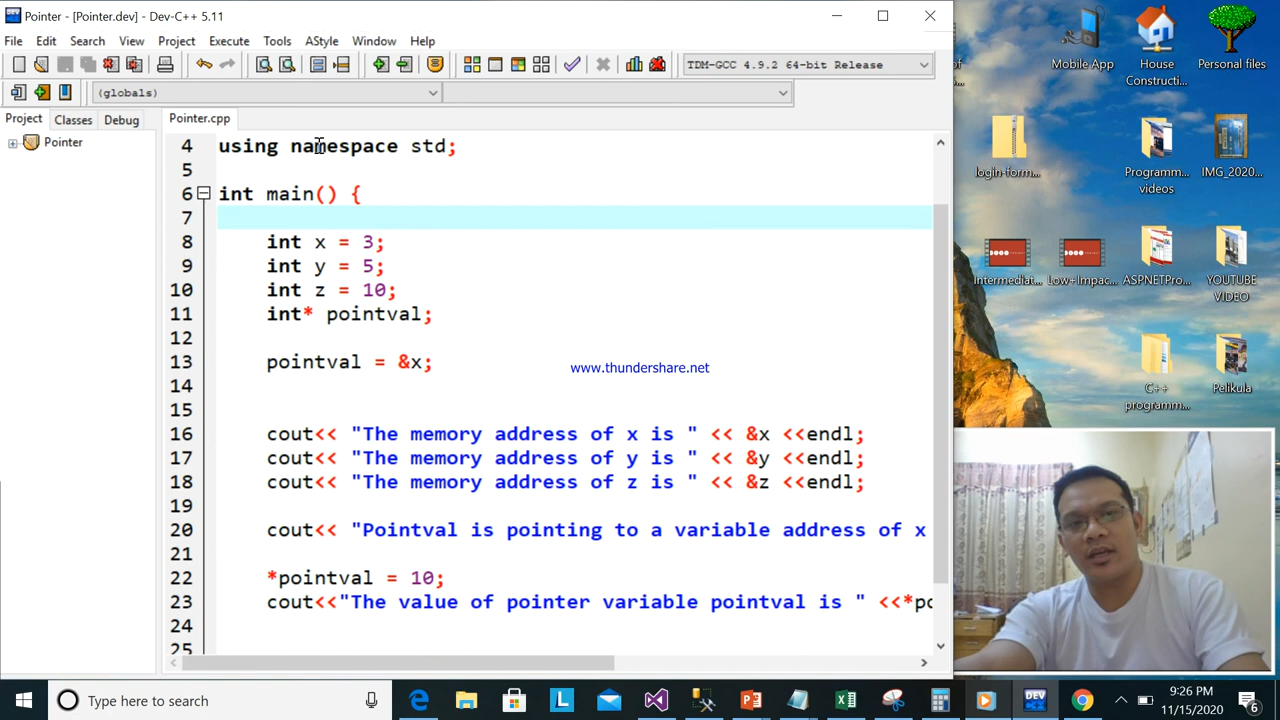 Pointer - [Pointer.dev] - Dev-C++ 5.11
File Edit Search View Project Execute Tools AStyle Window Help
TDM-GCC 4.9.2 64-bit Release
(globals)
Project Classes Debug
Pointer
Pointer.cpp
4 using namespace std;
5
6 int main() {
7
8 int x = 3;
9 int y = 5;
10 int z = 10;
11 int* pointval;
12
13 pointval = &x;
14
15
16 cout<< "The memory address of x is " << &x <<endl;
17 cout<< "The memory address of y is " << &y <<endl;
18 cout<< "The memory address of z is " << &z <<endl;
19
20 cout<< "Pointval is pointing to a variable address of x
21
22 *pointval = 10;
23 cout<<"The value of pointer variable pointval is " <<*po
24
25
www.thundershare.net
of
s
Mobile App
House
Constructi...
Personal files
login-form...
Programm...
videos
IMG_2020...
Intermediat...
Low+Impac...
ASPNETPro...
YOUTUBE
VIDEO
C++
programm...
Pelikula
Type here to search
9:26 PM
11/15/2020
6